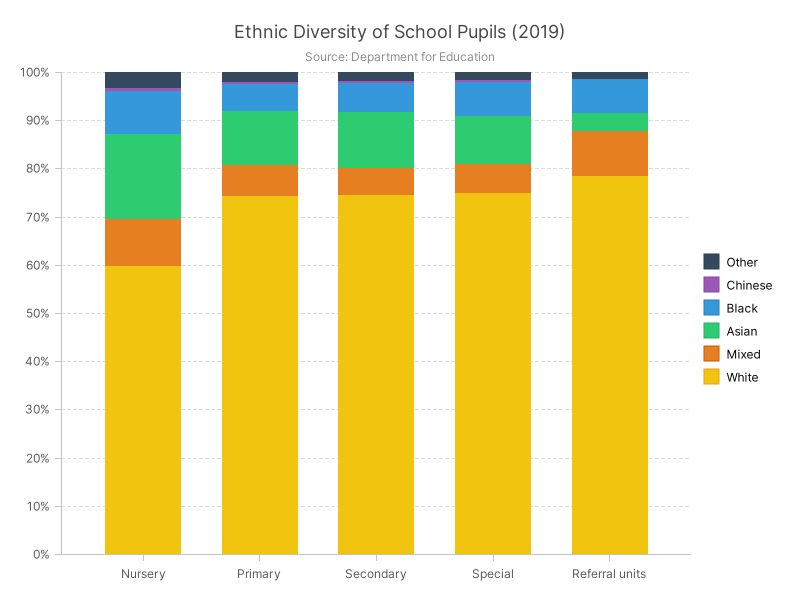 Ethnic Diversity of School Pupils (2019)
Source: Department for Education
100%
90%
80%
70%
60%
50%
40%
30%
20%
10%
0%
Nursery Primary Secondary Special Referral units
Other
Chinese
Black
Asian
Mixed
White